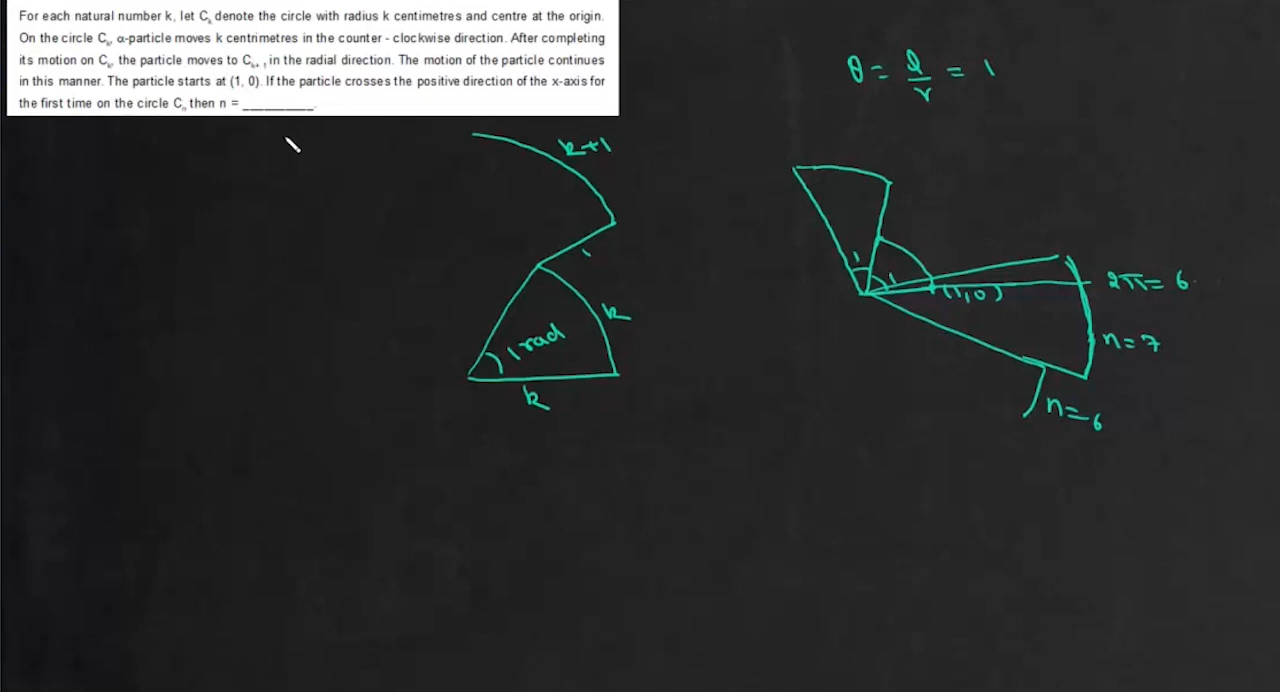 For each natural number k, let Cₖ denote the circle with radius k centimetres and centre at the origin.
On the circle Cₖ, α-particle moves k centrimetres in the counter - clockwise direction. After completing
its motion on Cₖ, the particle moves to Cₖ₊₁ in the radial direction. The motion of the particle continues
in this manner. The particle starts at (1, 0). If the particle crosses the positive direction of the x-axis for
the first time on the circle Cₙ then n = __________.
θ = l/r = 1
k+1
1
k
1 rad
k
1
1
(1,0)
2π = 6.
n=7
n=6